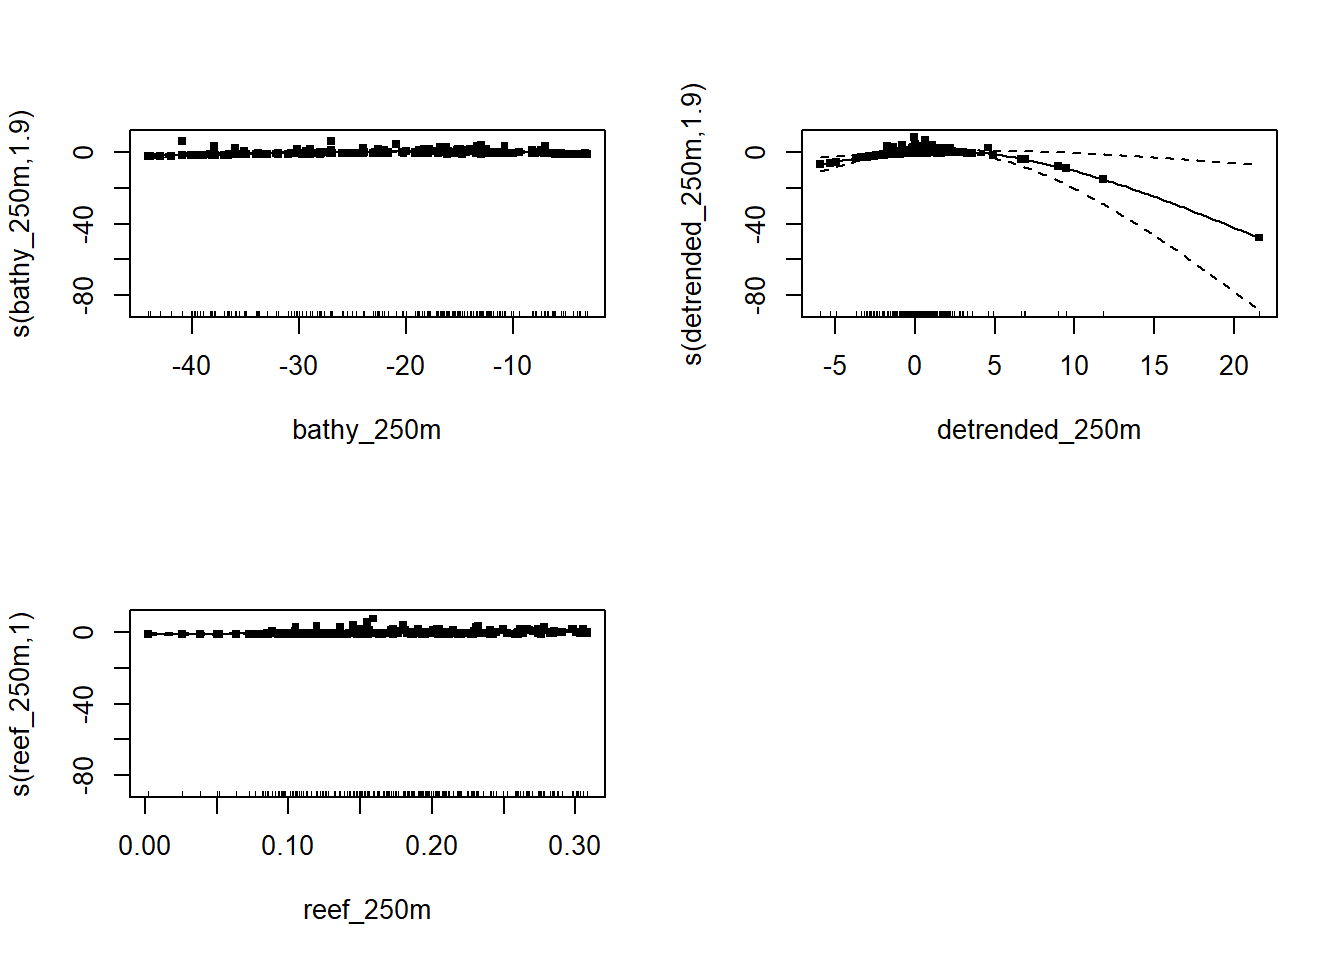 s(bathy_250m,1.9)
0
-40
-80
-40 -30 -20 -10
bathy_250m
s(detrended_250m,1.9)
0
-40
-80
-5 0 5 10 15 20
detrended_250m
s(reef_250m,1)
0
-40
-80
0.00 0.10 0.20 0.30
reef_250m